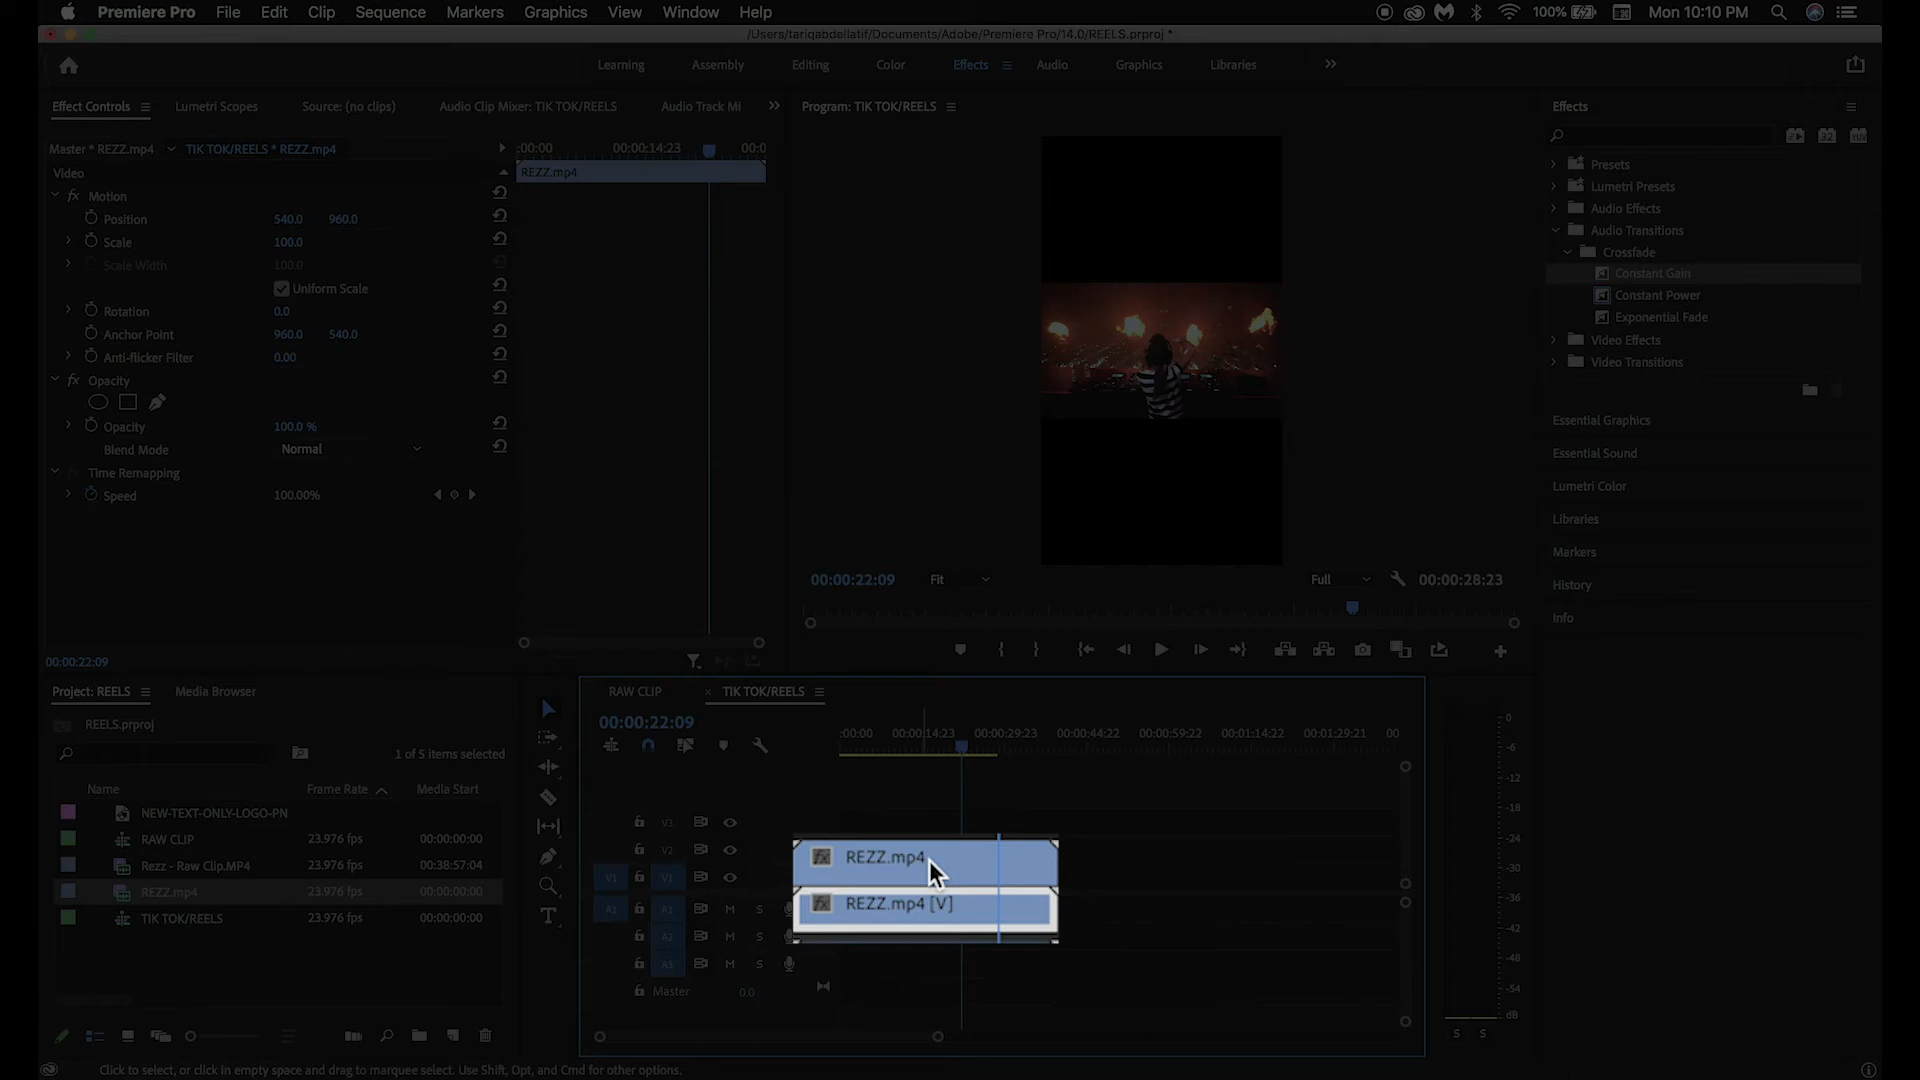 Premiere Pro File Edit Clip Sequence Markers Graphics View Window Help 100% Mon 10:10 PM
/Users/tariqabdellatif/Documents/Adobe/Premiere Pro/14.0/REELS.prproj *
Learning Assembly Editing Color Effects Audio Graphics Libraries
Effect Controls Lumetri Scopes Source: (no clips) Audio Clip Mixer: TIK TOK/REELS Audio Track Mi
Master * REZZ.mp4 TIK TOK/REELS * REZZ.mp4 :00:00 00:00:14:23 00:0
Video REZZ.mp4
fx Motion
Position 540.0 960.0
Scale 100.0
Scale Width 100.0
Uniform Scale
Rotation 0.0
Anchor Point 960.0 540.0
Anti-flicker Filter 0.00
fx Opacity
Opacity 100.0 %
Blend Mode Normal
Time Remapping
Speed 100.00%
00:00:22:09
Program: TIK TOK/REELS
00:00:22:09 Fit Full 00:00:28:23
Effects
Presets
Lumetri Presets
Audio Effects
Audio Transitions
Crossfade
Constant Gain
Constant Power
Exponential Fade
Video Effects
Video Transitions
Essential Graphics
Essential Sound
Lumetri Color
Libraries
Markers
History
Info
Project: REELS Media Browser
REELS.prproj
1 of 5 items selected
Name Frame Rate Media Start
NEW-TEXT-ONLY-LOGO-PN
RAW CLIP 23.976 fps 00:00:00:00
Rezz - Raw Clip.MP4 23.976 fps 00:38:57:04
REZZ.mp4 23.976 fps 00:00:00:00
TIK TOK/REELS 23.976 fps 00:00:00:00
RAW CLIP × TIK TOK/REELS
00:00:22:09
:00:00 00:00:14:23 00:00:29:23 00:00:44:22 00:00:59:22 00:01:14:22 00:01:29:21 00
V3
V2
V1 V1
A1 A1 M S
A2 M S
A3 M S
Master 0.0
fx REZZ.mp4
fx REZZ.mp4 [V]
0
-6
-12
-18
-24
-30
-36
-42
-48
-54
dB
S S
Click to select, or click in empty space and drag to marquee select. Use Shift, Opt, and Cmd for other options.